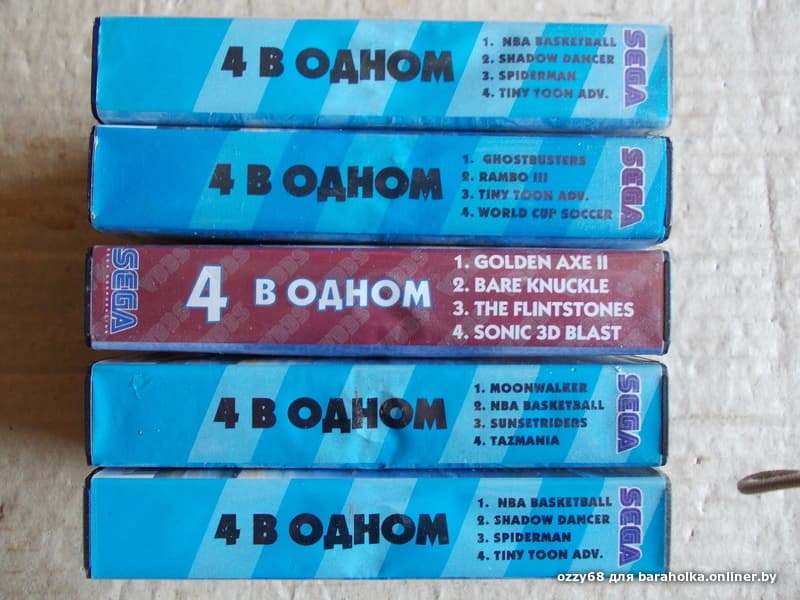 4 В ОДНОМ
1. NBA BASKETBALL
2. SHADOW DANCER
3. SPIDERMAN
4. TINY TOON ADV.
SEGA
4 В ОДНОМ
1. GHOSTBUSTERS
2. RAMBO III
3. TINY TOON ADV.
4. WORLD CUP SOCCER
SEGA
SEGA
4 В ОДНОМ
1. GOLDEN AXE II
2. BARE KNUCKLE
3. THE FLINTSTONES
4. SONIC 3D BLAST
4 В ОДНОМ
1. MOONWALKER
2. NBA BASKETBALL
3. SUNSETRIDERS
4. TAZMANIA
SEGA
4 В ОДНОМ
1. NBA BASKETBALL
2. SHADOW DANCER
3. SPIDERMAN
4. TINY TOON ADV.
SEGA
ozzy68 для baraholka.onliner.by